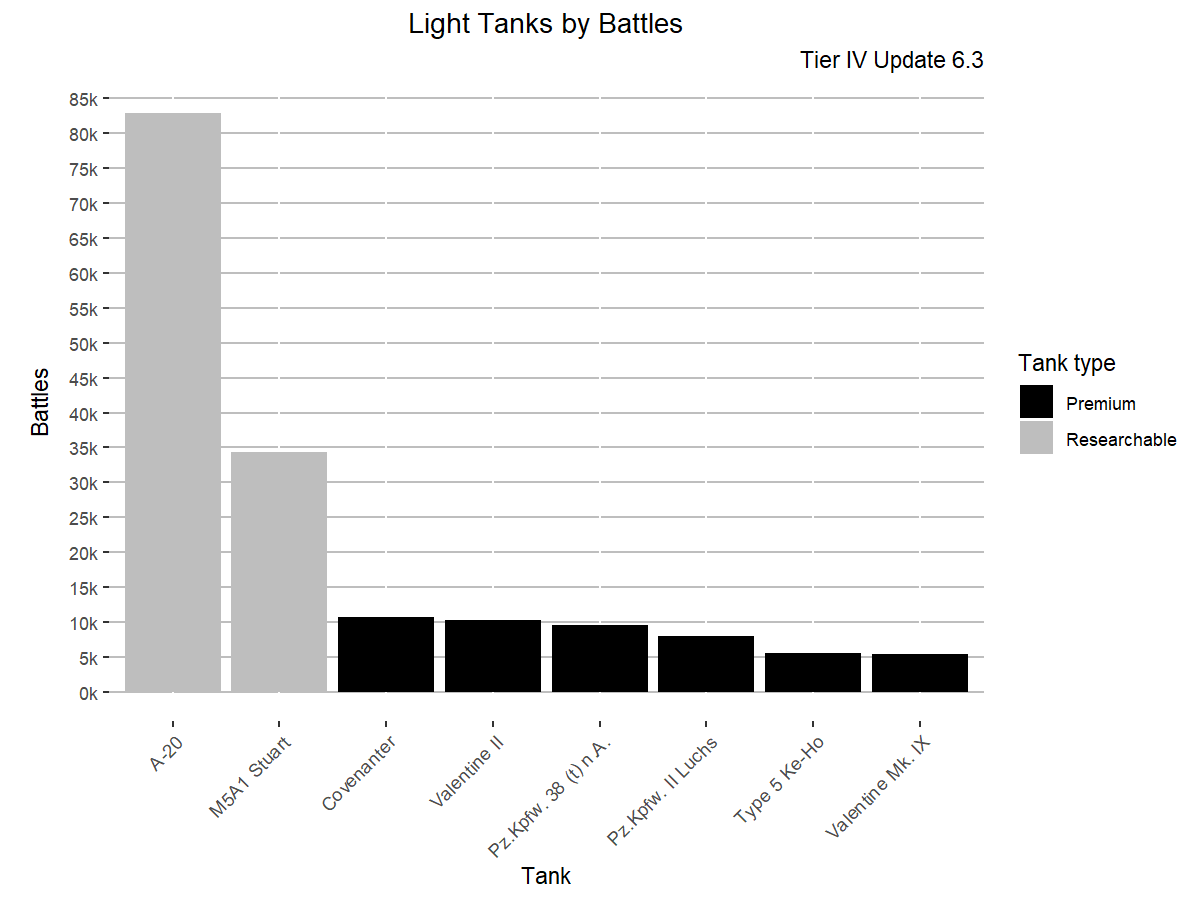 Light Tanks by Battles
Tier IV Update 6.3
85k
80k
75k
70k
65k
60k
55k
50k
45k
40k
35k
30k
25k
20k
15k
10k
5k
0k
Battles
A-20
M5A1 Stuart
Covenanter
Valentine II
Pz.Kpfw. 38 (t) n.A.
Pz.Kpfw. II Luchs
Type 5 Ke-Ho
Valentine Mk. IX
Tank
Tank type
Premium
Researchable